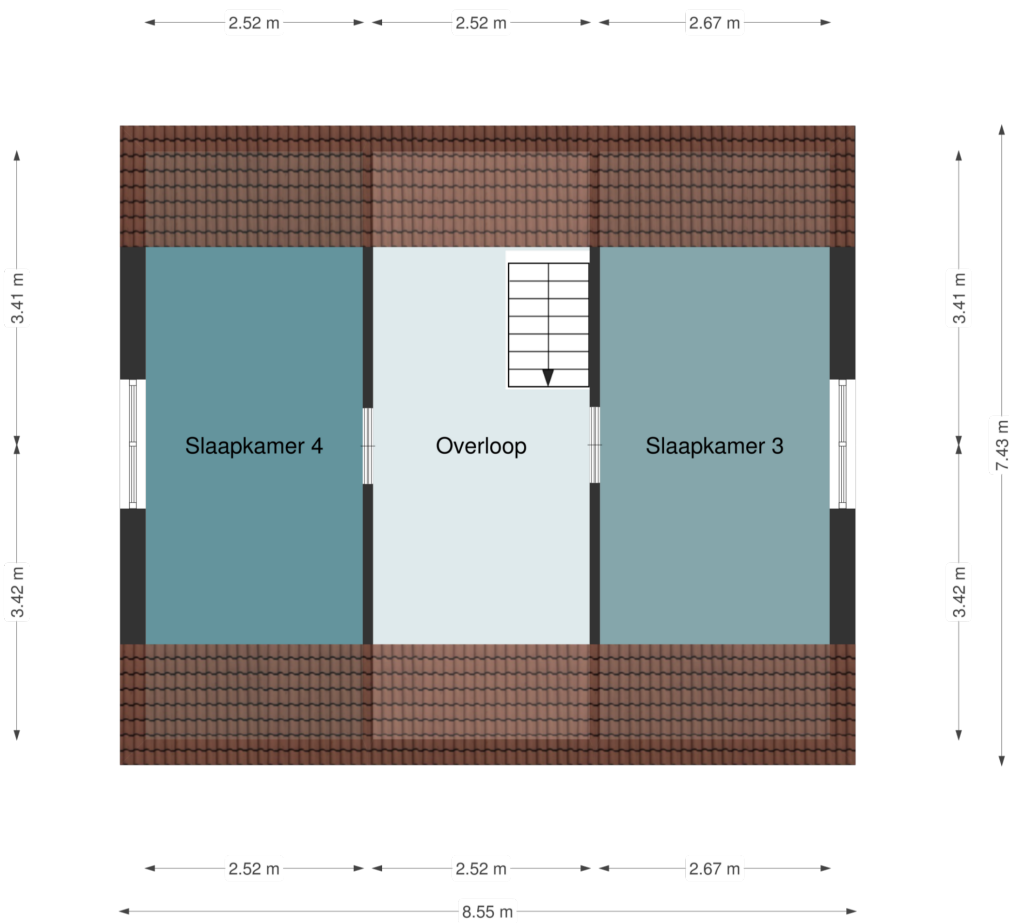 2.52 m 2.52 m 2.67 m
3.41 m 3.41 m
7.43 m
Slaapkamer 4 Overloop Slaapkamer 3
3.42 m 3.42 m
2.52 m 2.52 m 2.67 m
8.55 m